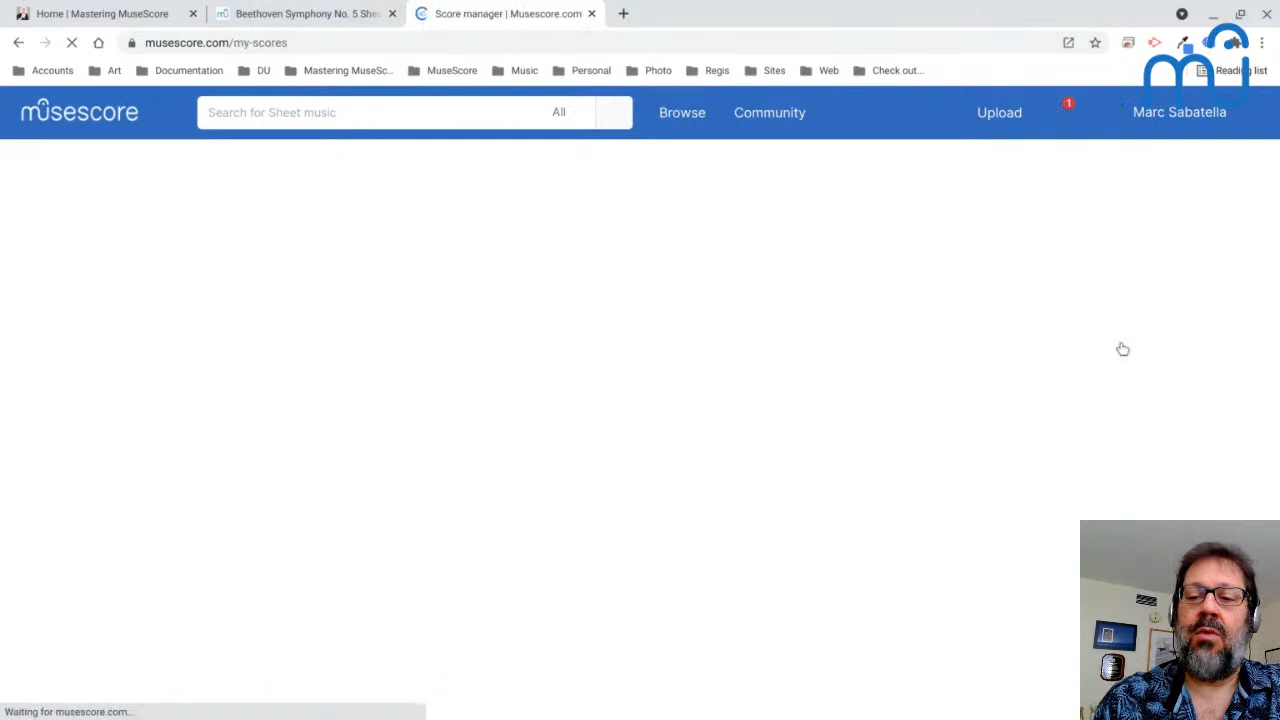 Home | Mastering MuseScore
Beethoven Symphony No. 5 Shee
Score manager | Musescore.com
musescore.com/my-scores
Accounts Art Documentation DU Mastering MuseSc... MuseScore Music Personal Photo Regis Sites Web Check out... Reading list
musescore Search for Sheet music All Browse Community Upload 1 Marc Sabatella
Waiting for musescore.com...